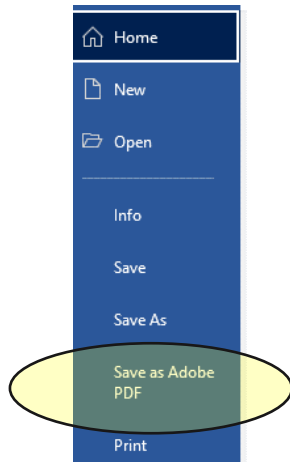 Home
New
Open
Info
Save
Save As
Save as Adobe
PDF
Print